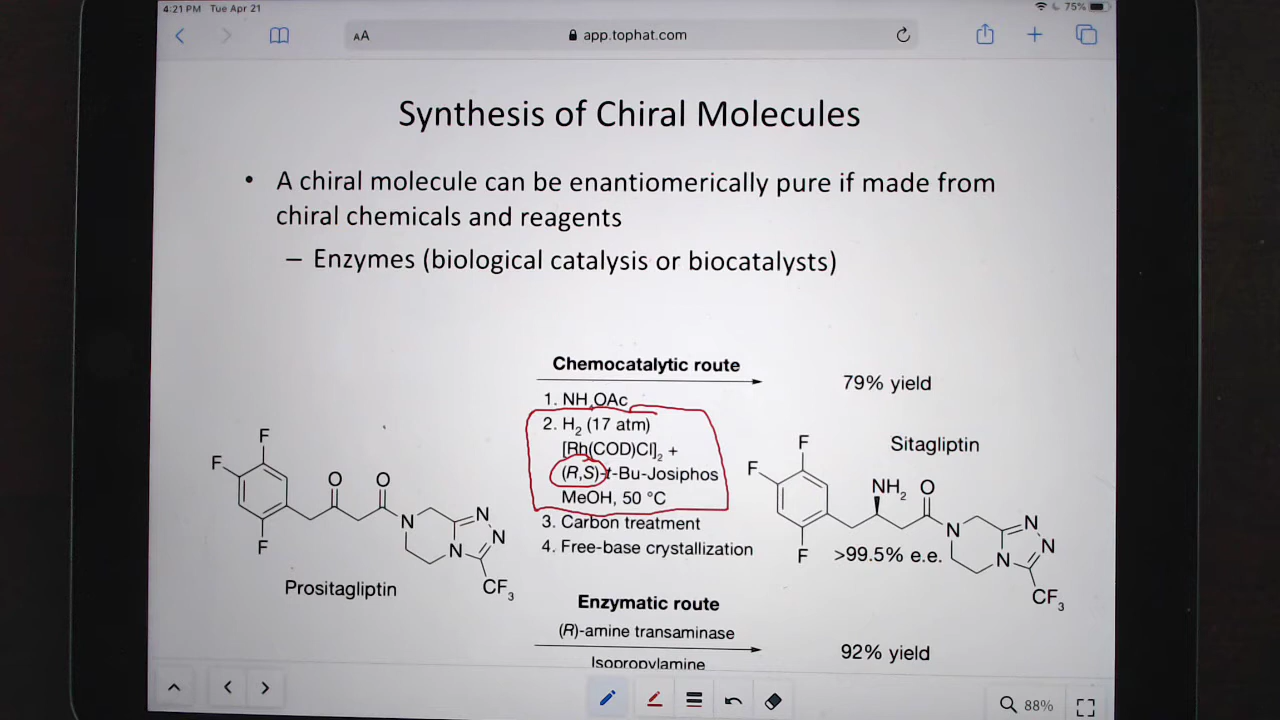 4:21 PM Tue Apr 21
75%
AA
app.tophat.com
Synthesis of Chiral Molecules
• A chiral molecule can be enantiomerically pure if made from
chiral chemicals and reagents
– Enzymes (biological catalysis or biocatalysts)
Chemocatalytic route
79% yield
1. NH4OAc
2. H2 (17 atm)
[Rh(COD)Cl]2 +
(R,S)-t-Bu-Josiphos
MeOH, 50 °C
3. Carbon treatment
4. Free-base crystallization
F
F
F
O
O
N
N
N
N
CF3
Prositagliptin
Sitagliptin
F
F
F
NH2
O
N
N
N
N
CF3
>99.5% e.e.
Enzymatic route
(R)-amine transaminase
Isopropylamine
92% yield
88%